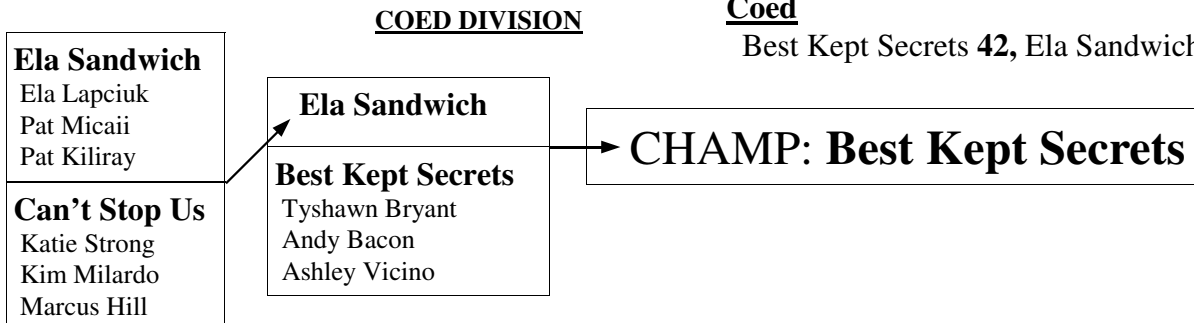 COED DIVISION
Coed
Best Kept Secrets 42, Ela Sandwich
Ela Sandwich
Ela Lapciuk
Pat Micaii
Pat Kiliray
Can’t Stop Us
Katie Strong
Kim Milardo
Marcus Hill
Ela Sandwich
Best Kept Secrets
Tyshawn Bryant
Andy Bacon
Ashley Vicino
CHAMP: Best Kept Secrets